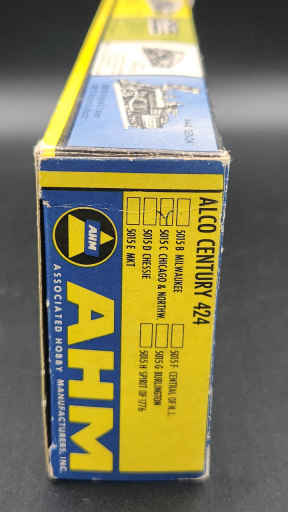 ALCO CENTURY 424
5015 B MILWAUKEE
5015 C CHICAGO & NORTHW.
5015 D CHESSIE
5015 E MKT
5015 F CENTRAL OF N.J.
5015 G BURLINGTON
5015 H SPIRIT OF 1776
AHM
AHM
ASSOCIATED HOBBY MANUFACTURERS, INC.